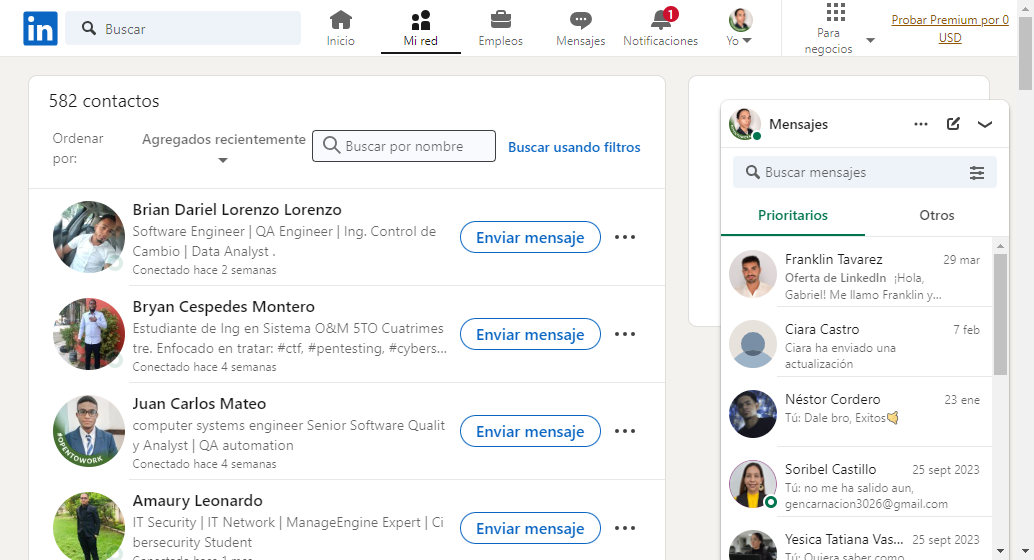 in
Buscar
Inicio
Mi red
Empleos
Mensajes
1
Notificaciones
Yo
Para negocios
Probar Premium por 0 USD
582 contactos
Ordenar por:
Agregados recientemente
Buscar por nombre
Buscar usando filtros
Brian Dariel Lorenzo Lorenzo
Software Engineer | QA Engineer | Ing. Control de
Cambio | Data Analyst .
Conectado hace 2 semanas
Enviar mensaje
Bryan Cespedes Montero
Estudiante de Ing en Sistema O&M 5TO Cuatrimes
tre. Enfocado en tratar: #ctf, #pentesting, #cybers...
Conectado hace 4 semanas
Enviar mensaje
#OPENTOWORK
Juan Carlos Mateo
computer systems engineer Senior Software Qualit
y Analyst | QA automation
Conectado hace 4 semanas
Enviar mensaje
Amaury Leonardo
IT Security | IT Network | ManageEngine Expert | Ci
bersecurity Student
Conectado hace 1 mes
Enviar mensaje
Mensajes
Buscar mensajes
Prioritarios
Otros
Franklin Tavarez 29 mar
Oferta de LinkedIn ¡Hola,
Gabriel! Me llamo Franklin y...
Ciara Castro 7 feb
Ciara ha enviado una
actualización
Néstor Cordero 23 ene
Tú: Dale bro, Exitos
Soribel Castillo 25 sept 2023
Tú: no me ha salido aun,
gencarnacion3026@gmail.com
Yesica Tatiana Vas... 25 sept 2023
Tú: Quiera saber como